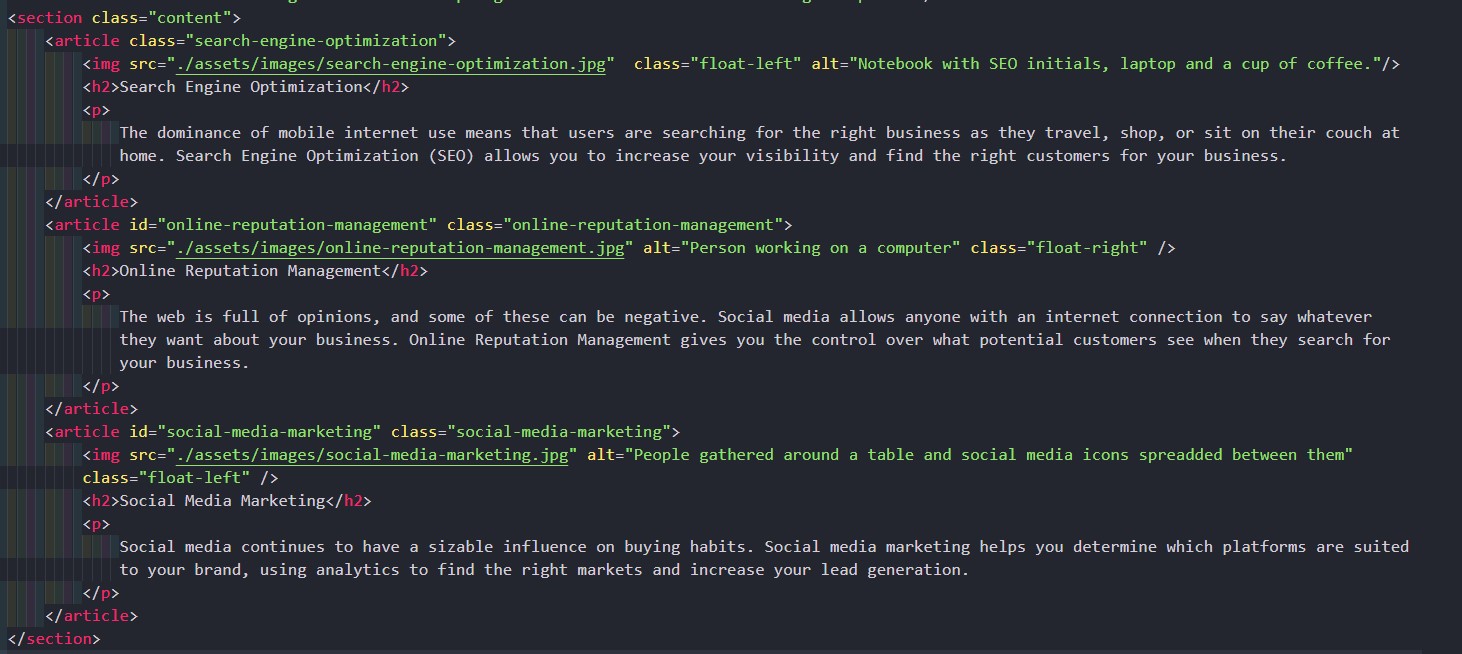 <section class="content">
<article class="search-engine-optimization">
<img src="./assets/images/search-engine-optimization.jpg"  class="float-left" alt="Notebook with SEO initials, laptop and a cup of coffee."/>
<h2>Search Engine Optimization</h2>
<p>
The dominance of mobile internet use means that users are searching for the right business as they travel, shop, or sit on their couch at
home. Search Engine Optimization (SEO) allows you to increase your visibility and find the right customers for your business.
</p>
</article>
<article id="online-reputation-management" class="online-reputation-management">
<img src="./assets/images/online-reputation-management.jpg" alt="Person working on a computer" class="float-right" />
<h2>Online Reputation Management</h2>
<p>
The web is full of opinions, and some of these can be negative. Social media allows anyone with an internet connection to say whatever
they want about your business. Online Reputation Management gives you the control over what potential customers see when they search for
your business.
</p>
</article>
<article id="social-media-marketing" class="social-media-marketing">
<img src="./assets/images/social-media-marketing.jpg" alt="People gathered around a table and social media icons spreadded between them"
class="float-left" />
<h2>Social Media Marketing</h2>
<p>
Social media continues to have a sizable influence on buying habits. Social media marketing helps you determine which platforms are suited
to your brand, using analytics to find the right markets and increase your lead generation.
</p>
</article>
</section>